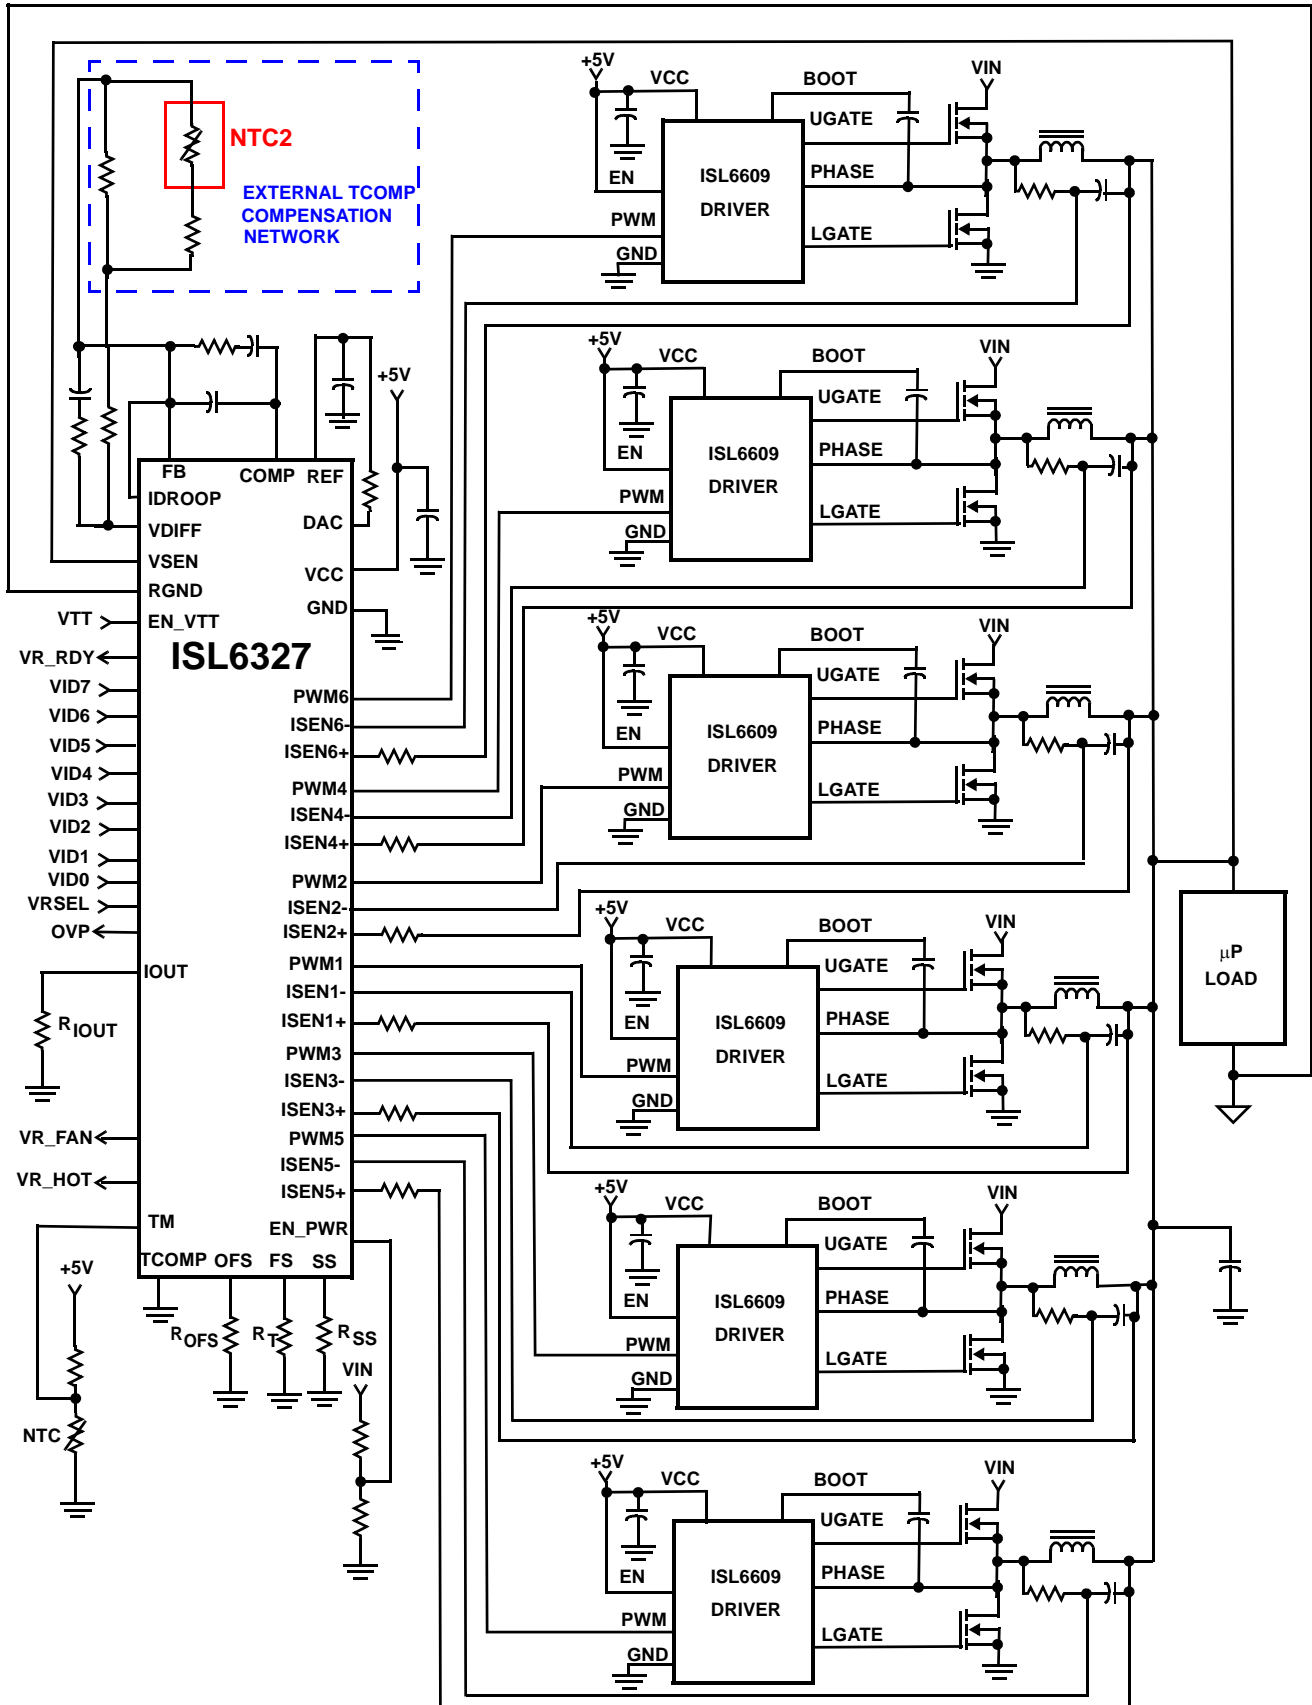 NTC2
EXTERNAL TCOMP
COMPENSATION
NETWORK
+5V
FB
COMP
REF
IDROOP
VDIFF
VSEN
RGND
EN_VTT
DAC
VCC
GND
ISL6327
VTT
VR_RDY
VID7
VID6
VID5
VID4
VID3
VID2
VID1
VID0
VRSEL
OVP
IOUT
R IOUT
VR_FAN
VR_HOT
TM
PWM6
ISEN6-
ISEN6+
PWM4
ISEN4-
ISEN4+
PWM2
ISEN2-
ISEN2+
PWM1
ISEN1-
ISEN1+
PWM3
ISEN3-
ISEN3+
PWM5
ISEN5-
ISEN5+
EN_PWR
TCOMP
OFS
FS
SS
+5V
NTC
ROFS
RT
RSS
VIN
+5V
VCC
BOOT
VIN
UGATE
EN
ISL6609
DRIVER
PHASE
PWM
LGATE
GND
+5V
VCC
BOOT
VIN
UGATE
EN
ISL6609
DRIVER
PHASE
PWM
LGATE
GND
+5V
VCC
BOOT
VIN
UGATE
EN
ISL6609
DRIVER
PHASE
PWM
LGATE
GND
+5V
VCC
BOOT
VIN
UGATE
EN
ISL6609
DRIVER
PHASE
PWM
LGATE
GND
+5V
VCC
BOOT
VIN
UGATE
EN
ISL6609
DRIVER
PHASE
PWM
LGATE
GND
+5V
VCC
BOOT
VIN
UGATE
EN
ISL6609
DRIVER
PHASE
PWM
LGATE
GND
µP
LOAD